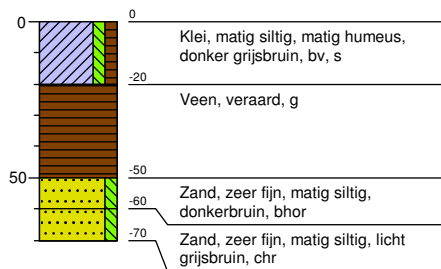 0
0
Klei, matig siltig, matig humeus,
donker grijsbruin, bv, s
-20
Veen, veraard, g
50
-50
Zand, zeer fijn, matig siltig,
donkerbruin, bhor
-60
Zand, zeer fijn, matig siltig, licht
grijsbruin, chr
-70